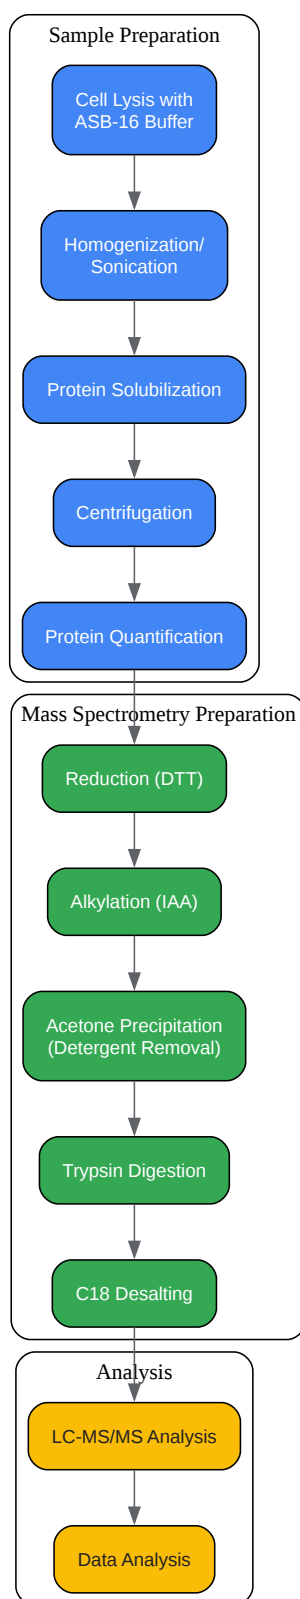 Sample Preparation
Cell Lysis with
ASB-16 Buffer
Homogenization/
Sonication
Protein Solubilization
Centrifugation
Protein Quantification
Mass Spectrometry Preparation
Reduction (DTT)
Alkylation (IAA)
Acetone Precipitation
(Detergent Removal)
Trypsin Digestion
C18 Desalting
Analysis
LC-MS/MS Analysis
Data Analysis